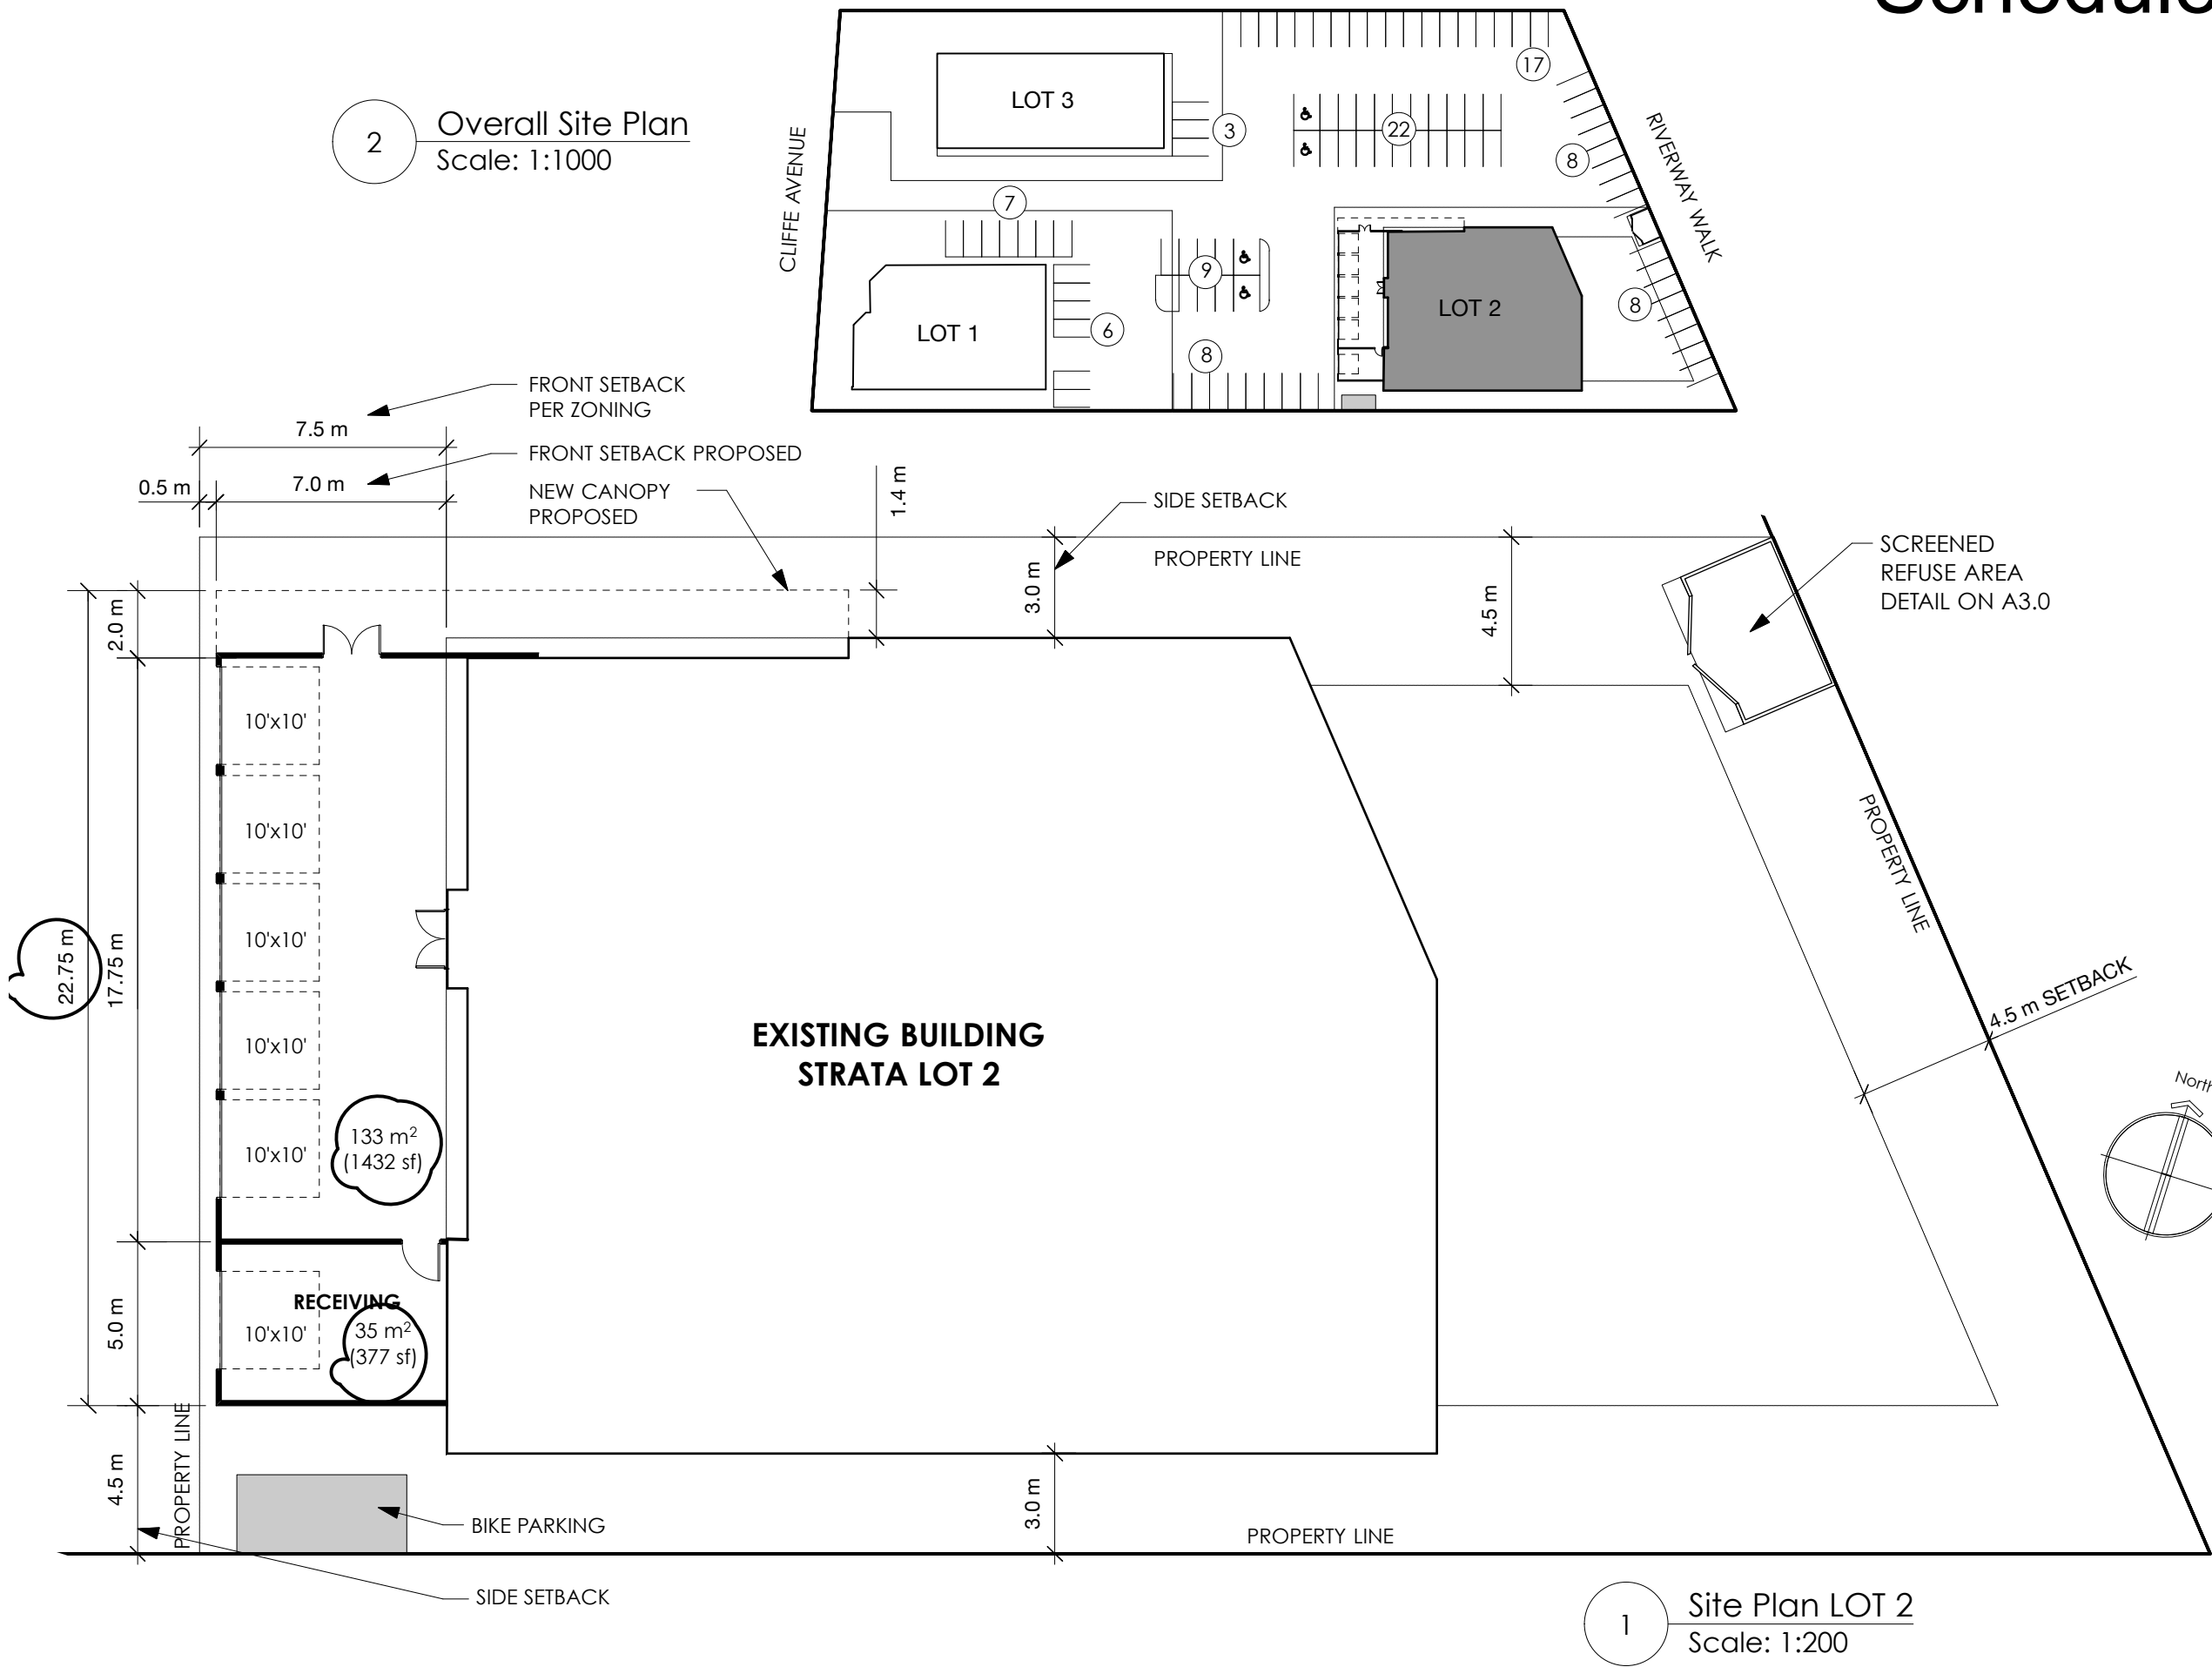 2
Overall Site Plan
Scale: 1:1000
CLIFFE AVENUE
RIVERWAY WALK
LOT 3
LOT 1
LOT 2
17
3
22
8
7
9
6
8
8
FRONT SETBACK
PER ZONING
7.5 m
FRONT SETBACK PROPOSED
0.5 m
7.0 m
NEW CANOPY
PROPOSED
1.4 m
SIDE SETBACK
PROPERTY LINE
3.0 m
4.5 m
SCREENED
REFUSE AREA
DETAIL ON A3.0
2.0 m
10'x10'
10'x10'
10'x10'
10'x10'
10'x10'
22.75 m
17.75 m
133 m²
(1432 sf)
EXISTING BUILDING
STRATA LOT 2
PROPERTY LINE
4.5 m SETBACK
North
RECEIVING
10'x10'
35 m²
(377 sf)
5.0 m
4.5 m
PROPERTY LINE
BIKE PARKING
3.0 m
PROPERTY LINE
SIDE SETBACK
1
Site Plan LOT 2
Scale: 1:200